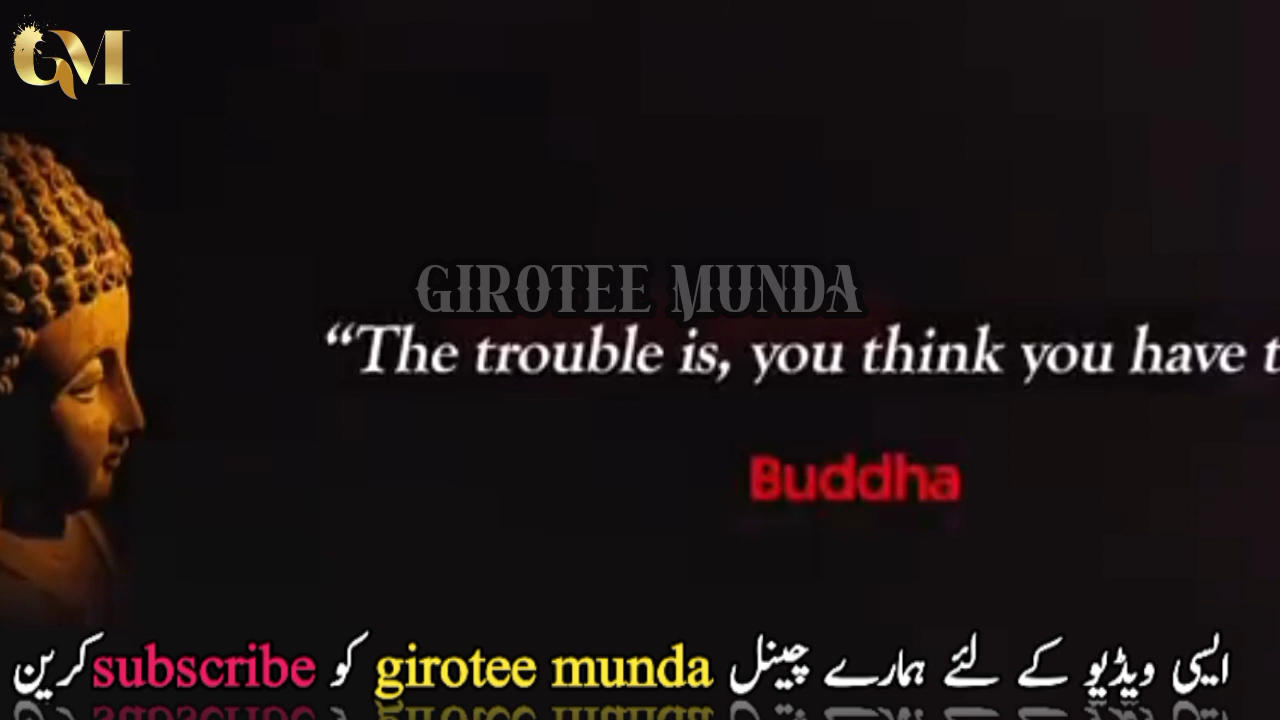 GM
GIROTEE MUNDA
“The trouble is, you think you have t
Buddha
ایسی ویڈیو کے لئے ہمارے چینل girotee munda کو subscribe کریں